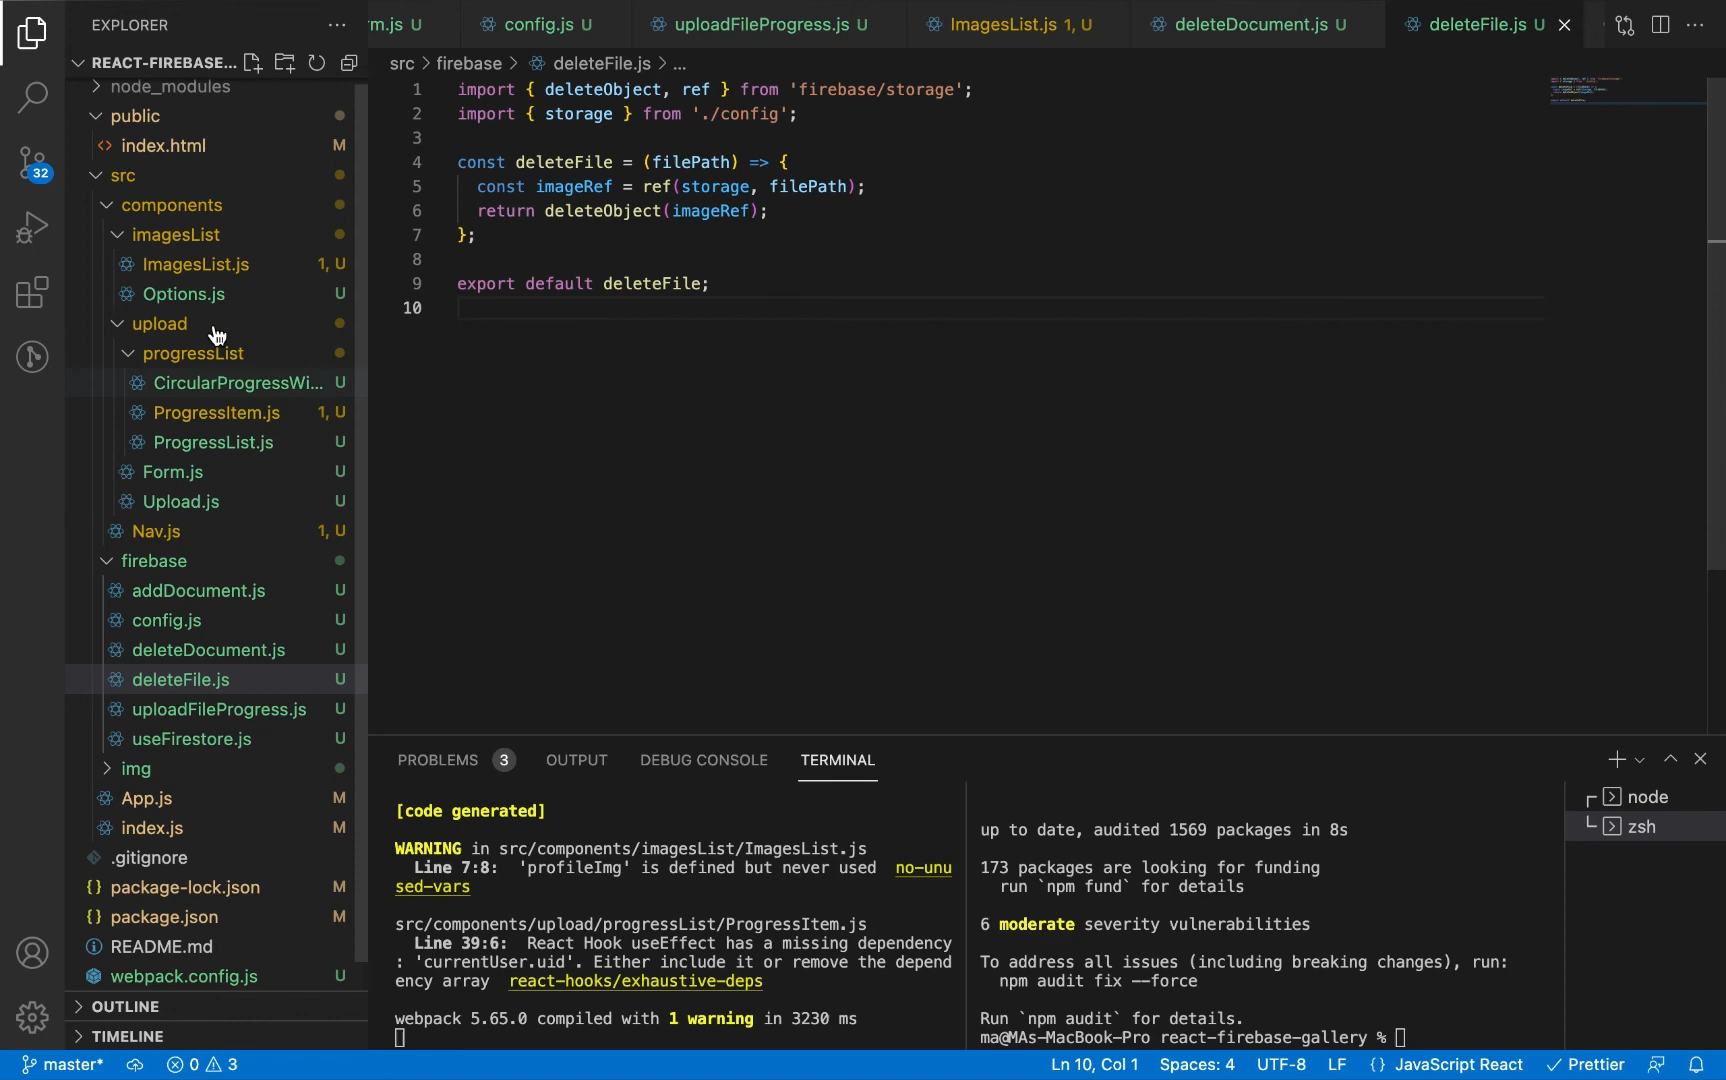 EXPLORER
REACT-FIREBASE...
node_modules
public
index.html M
src
components
imagesList
ImagesList.js 1, U
Options.js U
upload
progressList
CircularProgressWi... U
ProgressItem.js 1, U
ProgressList.js U
Form.js U
Upload.js U
Nav.js 1, U
firebase
addDocument.js U
config.js U
deleteDocument.js U
deleteFile.js U
uploadFileProgress.js U
useFirestore.js U
img
App.js M
index.js M
.gitignore
package-lock.json M
package.json M
README.md
webpack.config.js U
OUTLINE
TIMELINE
32
rm.js U
config.js U
uploadFileProgress.js U
ImagesList.js 1, U
deleteDocument.js U
deleteFile.js U
src > firebase > deleteFile.js > ...
1 import { deleteObject, ref } from 'firebase/storage';
2 import { storage } from './config';
3
4 const deleteFile = (filePath) => {
5 const imageRef = ref(storage, filePath);
6 return deleteObject(imageRef);
7 };
8
9 export default deleteFile;
10
PROBLEMS 3 OUTPUT DEBUG CONSOLE TERMINAL
[code generated]
WARNING in src/components/imagesList/ImagesList.js
Line 7:8: 'profileImg' is defined but never used no-unu
sed-vars
src/components/upload/progressList/ProgressItem.js
Line 39:6: React Hook useEffect has a missing dependency
: 'currentUser.uid'. Either include it or remove the depend
ency array react-hooks/exhaustive-deps
webpack 5.65.0 compiled with 1 warning in 3230 ms
up to date, audited 1569 packages in 8s
173 packages are looking for funding
run `npm fund` for details
6 moderate severity vulnerabilities
To address all issues (including breaking changes), run:
npm audit fix --force
Run `npm audit` for details.
ma@MAs-MacBook-Pro react-firebase-gallery %
node
zsh
master* 0 3
Ln 10, Col 1 Spaces: 4 UTF-8 LF {} JavaScript React Prettier